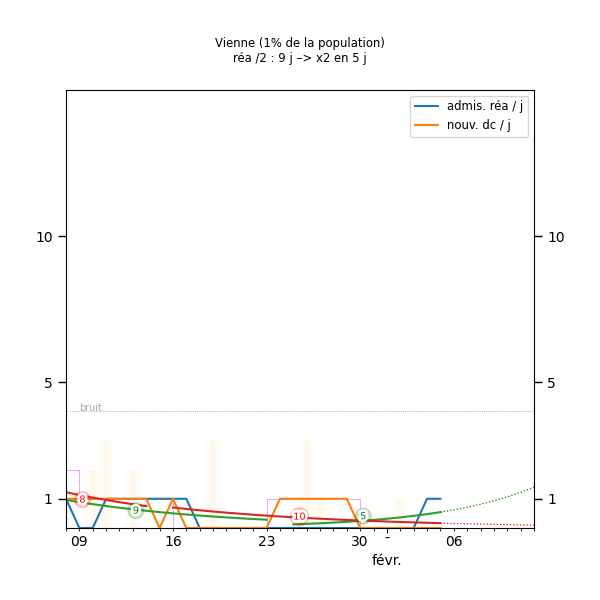 Vienne (1% de la population)
réa /2 : 9 j –> x2 en 5 j
admis. réa / j
nouv. dc / j
10
10
5
5
bruit
1
8
9
10
5
1
09
16
23
30
-
06
févr.